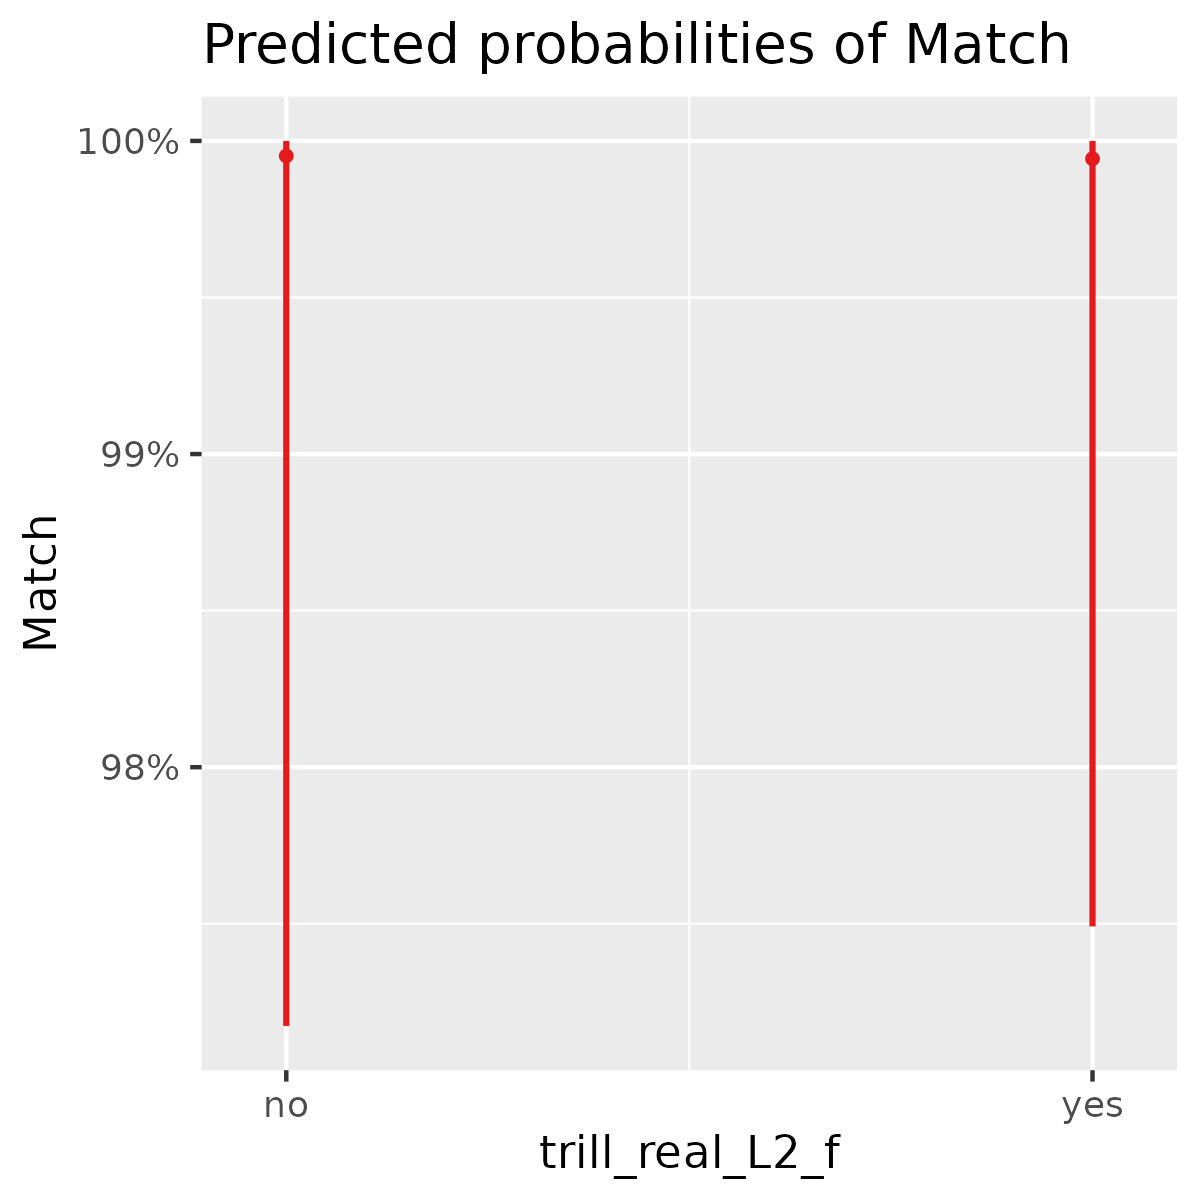 Predicted probabilities of Match
100%
99%
98%
Match
no
yes
trill_real_L2_f